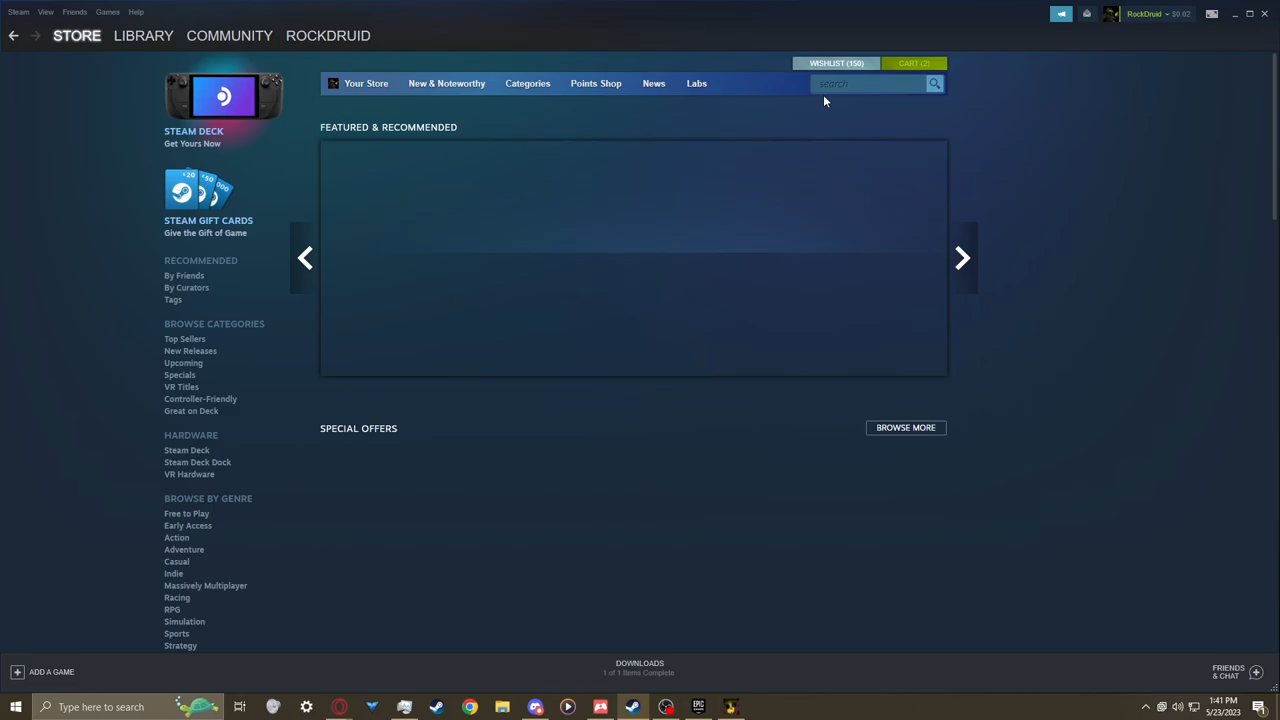 Steam View Friends Games Help
RockDruid $0.82
STORE LIBRARY COMMUNITY ROCKDRUID
WISHLIST (150) CART (2)
Your Store New & Noteworthy Categories Points Shop News Labs search
STEAM DECK
Get Yours Now
FEATURED & RECOMMENDED
STEAM GIFT CARDS
Give the Gift of Game
RECOMMENDED
By Friends
By Curators
Tags
BROWSE CATEGORIES
Top Sellers
New Releases
Upcoming
Specials
VR Titles
Controller-Friendly
Great on Deck
SPECIAL OFFERS BROWSE MORE
HARDWARE
Steam Deck
Steam Deck Dock
VR Hardware
BROWSE BY GENRE
Free to Play
Early Access
Action
Adventure
Casual
Indie
Massively Multiplayer
Racing
RPG
Simulation
Sports
Strategy
ADD A GAME
DOWNLOADS
1 of 1 Items Complete
FRIENDS
& CHAT
Type here to search
1:41 PM
5/23/2023